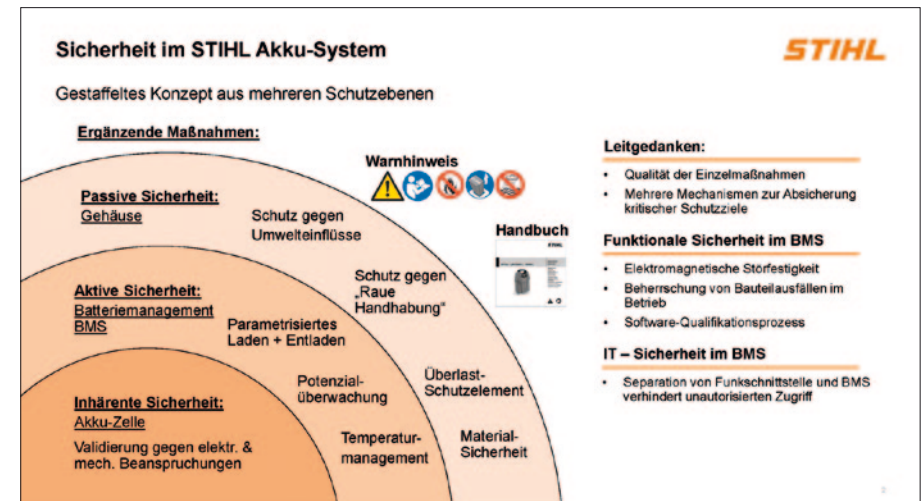 Sicherheit im STIHL Akku-System
STIHL
Gestaffeltes Konzept aus mehreren Schutzebenen
Ergänzende Maßnahmen:
Warnhinweis
Handbuch
STIHL
Passive Sicherheit:
Gehäuse
Schutz gegen
Umwelteinflüsse
Schutz gegen
„Raue
Handhabung“
Überlast-
Schutzelement
Material-
Sicherheit
Aktive Sicherheit:
Batteriemanagement
BMS
Parametrisiertes
Laden + Entladen
Potenzial-
überwachung
Temperatur-
management
Inhärente Sicherheit:
Akku-Zelle
Validierung gegen elektr. &
mech. Beanspruchungen
Leitgedanken:
• Qualität der Einzelmaßnahmen
• Mehrere Mechanismen zur Absicherung
kritischer Schutzziele
Funktionale Sicherheit im BMS
• Elektromagnetische Störfestigkeit
• Beherrschung von Bauteilausfällen im
Betrieb
• Software-Qualifikationsprozess
IT – Sicherheit im BMS
• Separation von Funkschnittstelle und BMS
verhindert unautorisierten Zugriff